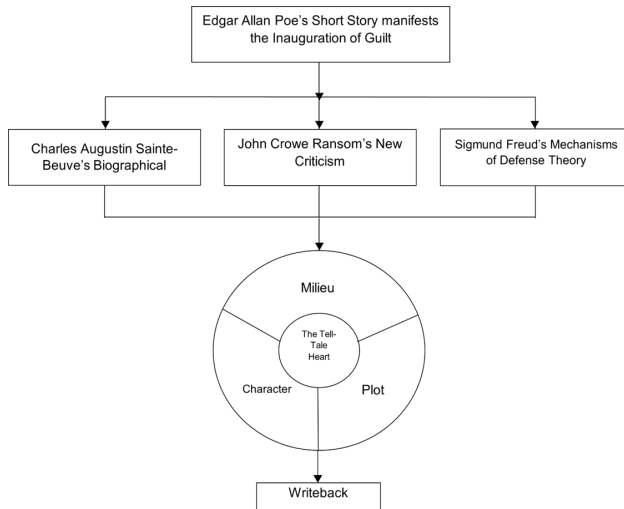 Edgar Allan Poe's Short Story manifests
the Inauguration of Guilt
Charles Augustin Sainte-
Beuve's Biographical
John Crowe Ransom's New
Criticism
Sigmund Freud's Mechanisms
of Defense Theory
Milieu
The Tell-
Tale
Heart
Character
Plot
Writeback